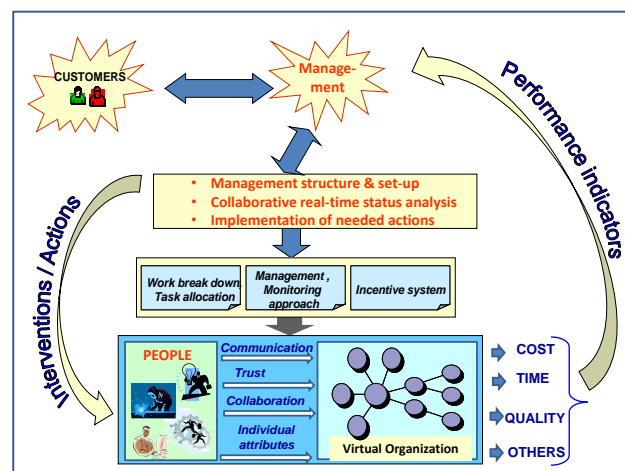 CUSTOMERS
Manage-
ment
Performance indicators
Interventions / Actions
• Management structure & set-up
• Collaborative real-time status analysis
• Implementation of needed actions
Work break down,
Task allocation
Management ,
Monitoring
approach
Incentive system
PEOPLE
Communication
Trust
Collaboration
Individual
attributes
Virtual Organization
COST
TIME
QUALITY
OTHERS